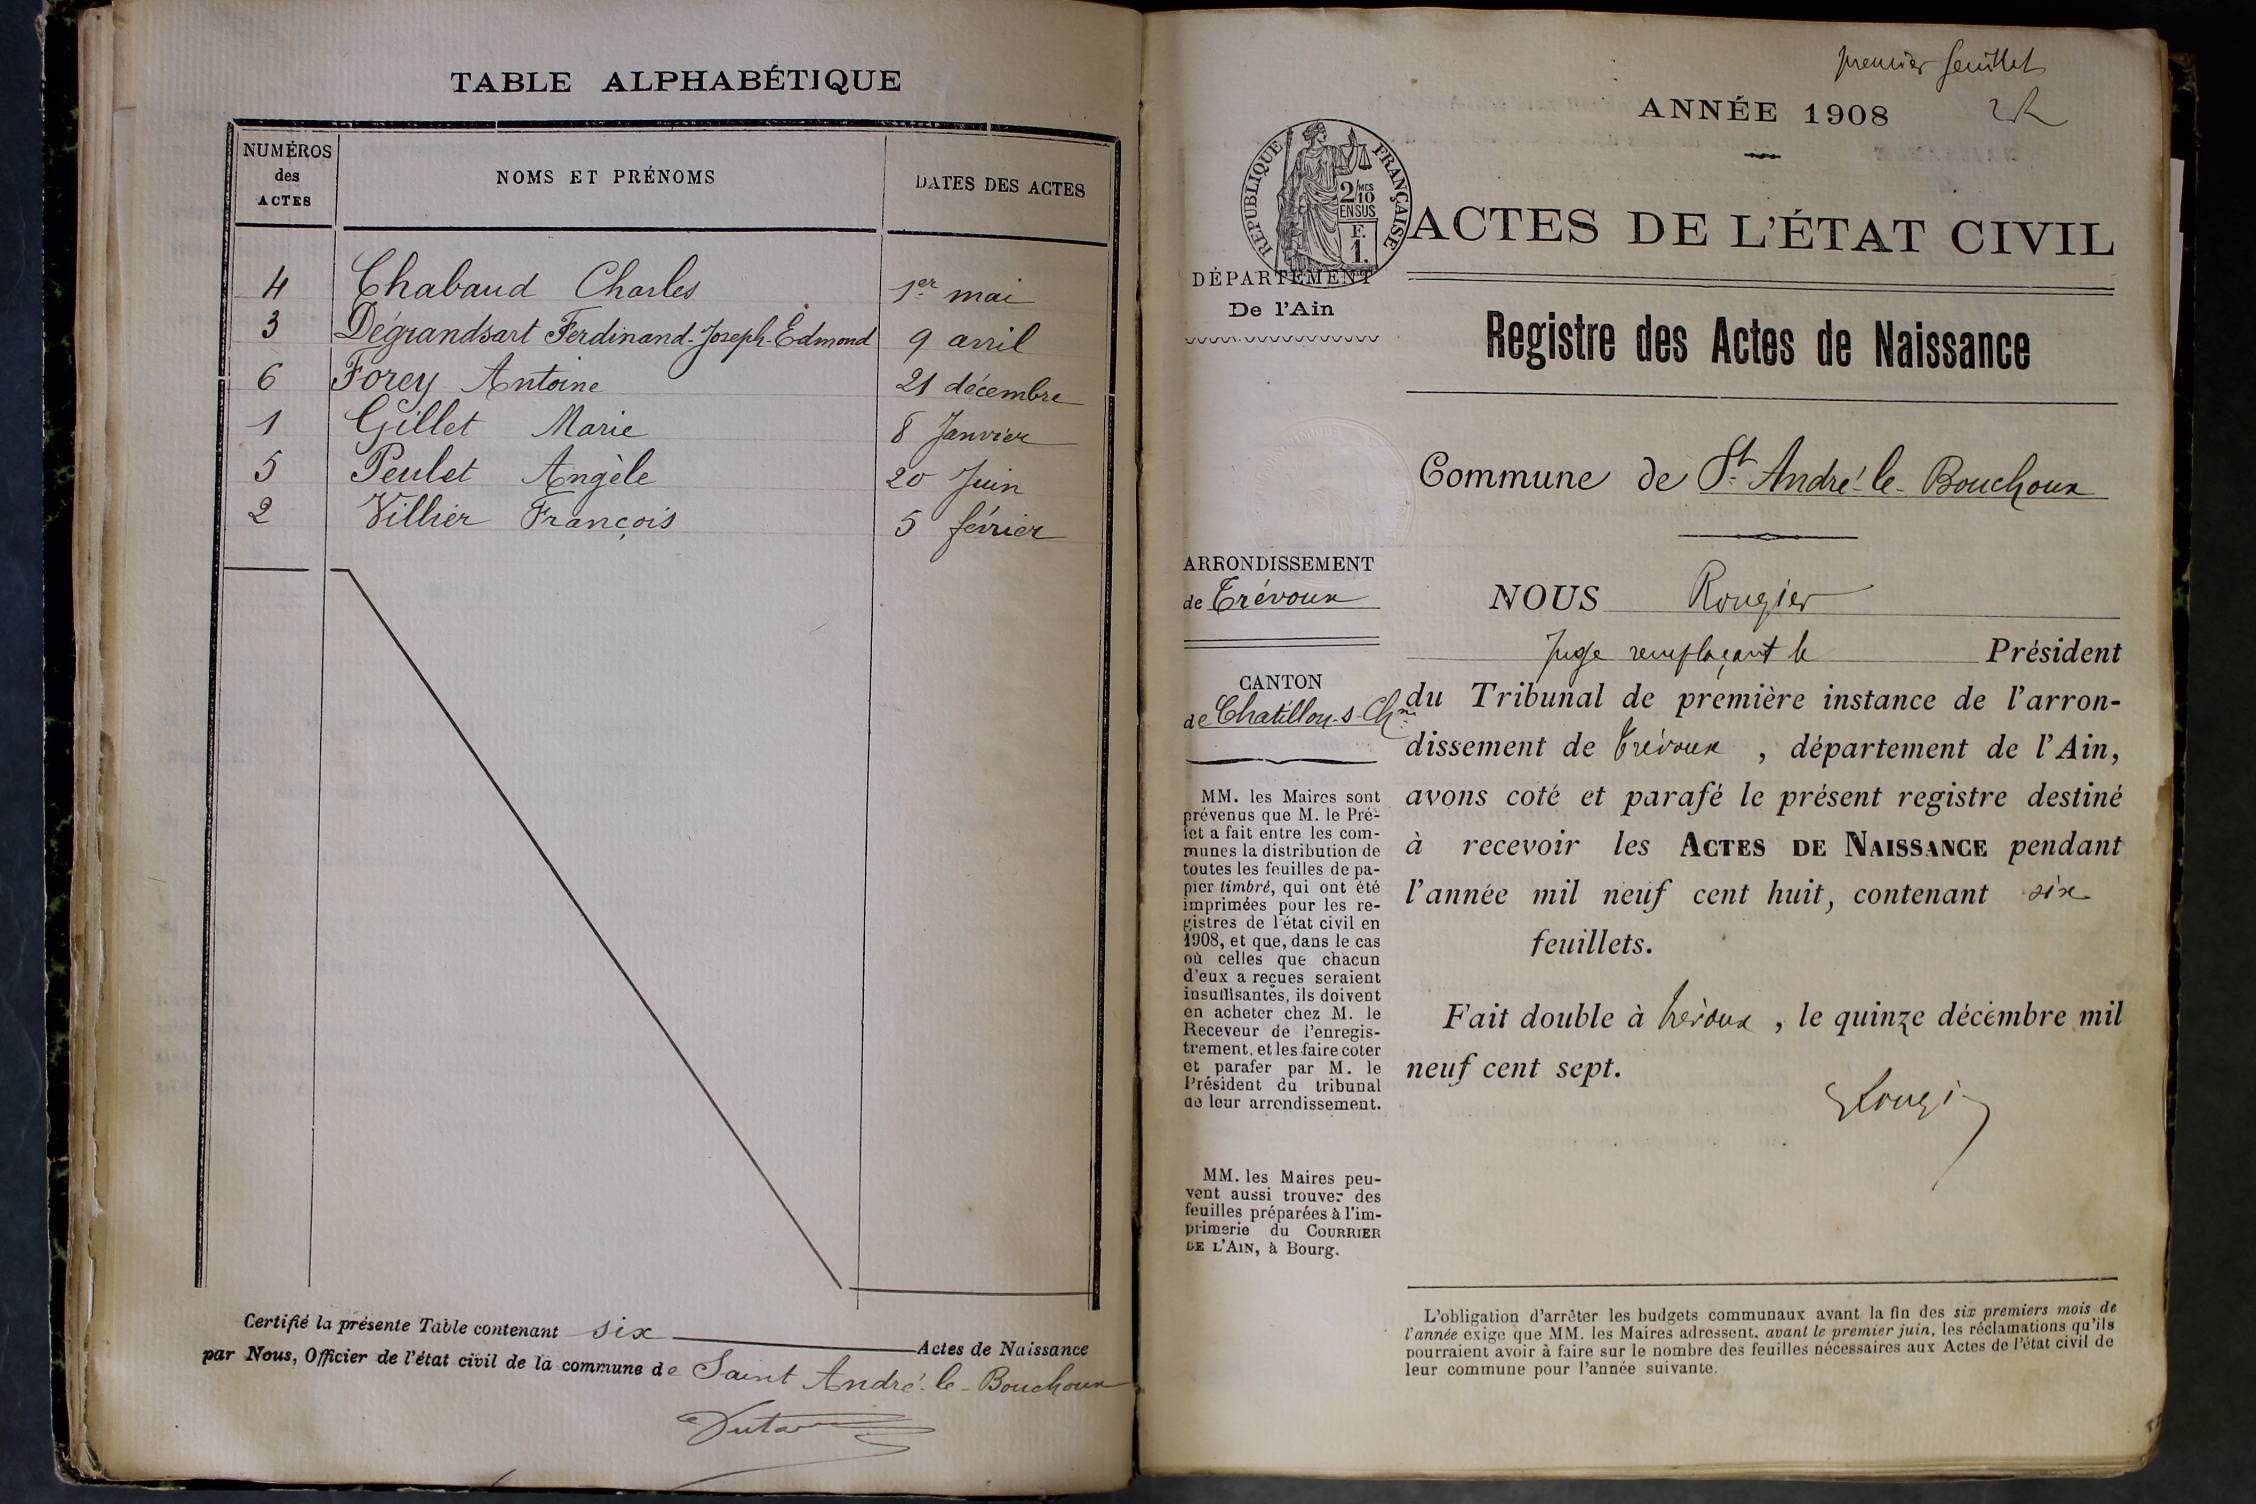 TABLE ALPHABÉTIQUE
NUMÉROS des ACTES
NOMS ET PRÉNOMS
DATES DES ACTES
4 Chabaud Charles 1er mai
3 Dégrandsart Ferdinand-Joseph-Edmond 9 avril
6 Forey Antoine 21 décembre
1 Gillet Marie 8 Janvier
5 Peulet Angèle 20 Juin
2 Villier François 5 février
Certifié la présente Table contenant six Actes de Naissance
par Nous, Officier de l'état civil de la commune de Saint André-le-Bouchoux
premier feuillet
ANNÉE 1908
RÉPUBLIQUE FRANÇAISE
2/10 MES
EN SUS
F.
1.
ACTES DE L'ÉTAT CIVIL
DÉPARTEMENT
De l'Ain
Registre des Actes de Naissance
Commune de St André-le-Bouchoux
ARRONDISSEMENT
de Trévoux
CANTON
de Chatillon-s-Chne
MM. les Maires sont
prévenus que M. le Pré-
fet a fait entre les com-
munes la distribution de
toutes les feuilles de pa-
pier timbré, qui ont été
imprimées pour les re-
gistres de l'état civil en
1908, et que, dans le cas
où celles que chacun
d'eux a reçues seraient
insuffisantes, ils doivent
en acheter chez M. le
Receveur de l'enregis-
trement, et les faire coter
et parafer par M. le
Président du tribunal
de leur arrondissement.
MM. les Maires peu-
vent aussi trouver des
feuilles préparées à l'im-
primerie du COURRIER
DE L'AIN, à Bourg.
NOUS Rougier
Juge remplaçant le Président
du Tribunal de première instance de l'arron-
dissement de Trévoux, département de l'Ain,
avons coté et parafé le présent registre destiné
à recevoir les ACTES DE NAISSANCE pendant
l'année mil neuf cent huit, contenant six
feuillets.
Fait double à Trévoux, le quinze décembre mil
neuf cent sept.
Rougier
L'obligation d'arrêter les budgets communaux avant la fin des six premiers mois de
l'année exige que MM. les Maires adressent, avant le premier juin, les réclamations qu'ils
pourraient avoir à faire sur le nombre des feuilles nécessaires aux Actes de l'état civil de
leur commune pour l'année suivante.